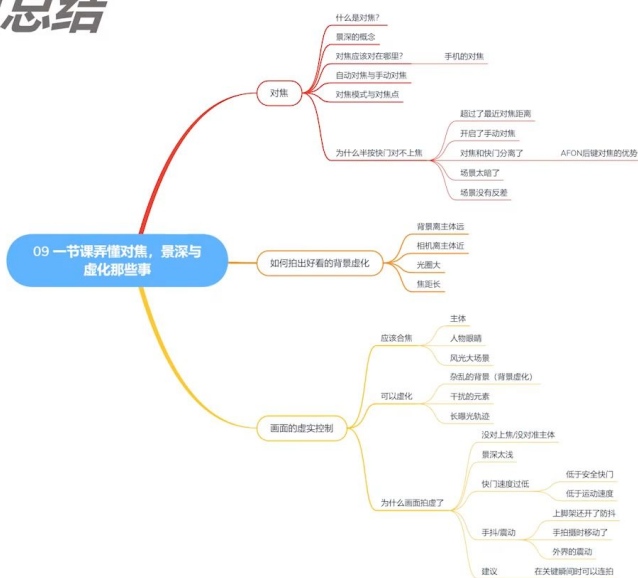 总结
什么是对焦？
景深的概念
对焦应该对在哪里？
手机的对焦
自动对焦与手动对焦
对焦模式与对焦点
对焦
为什么半按快门对不上焦
超过了最近对焦距离
开启了手动对焦
对焦和快门分离了
AFON后键对焦的优势
场景太暗了
场景没有反差
09 一节课弄懂对焦，景深与
虚化那些事
如何拍出好看的背景虚化
背景离主体远
相机离主体近
光圈大
焦距长
画面的虚实控制
应该合焦
主体
人物眼睛
风光大场景
可以虚化
杂乱的背景（背景虚化）
干扰的元素
长曝光轨迹
为什么画面拍虚了
没对上焦/没对准主体
景深太浅
快门速度过低
低于安全快门
低于运动速度
手抖/震动
上脚架还开了防抖
手拍摄时移动了
外界的震动
建议
在关键瞬间时可以连拍